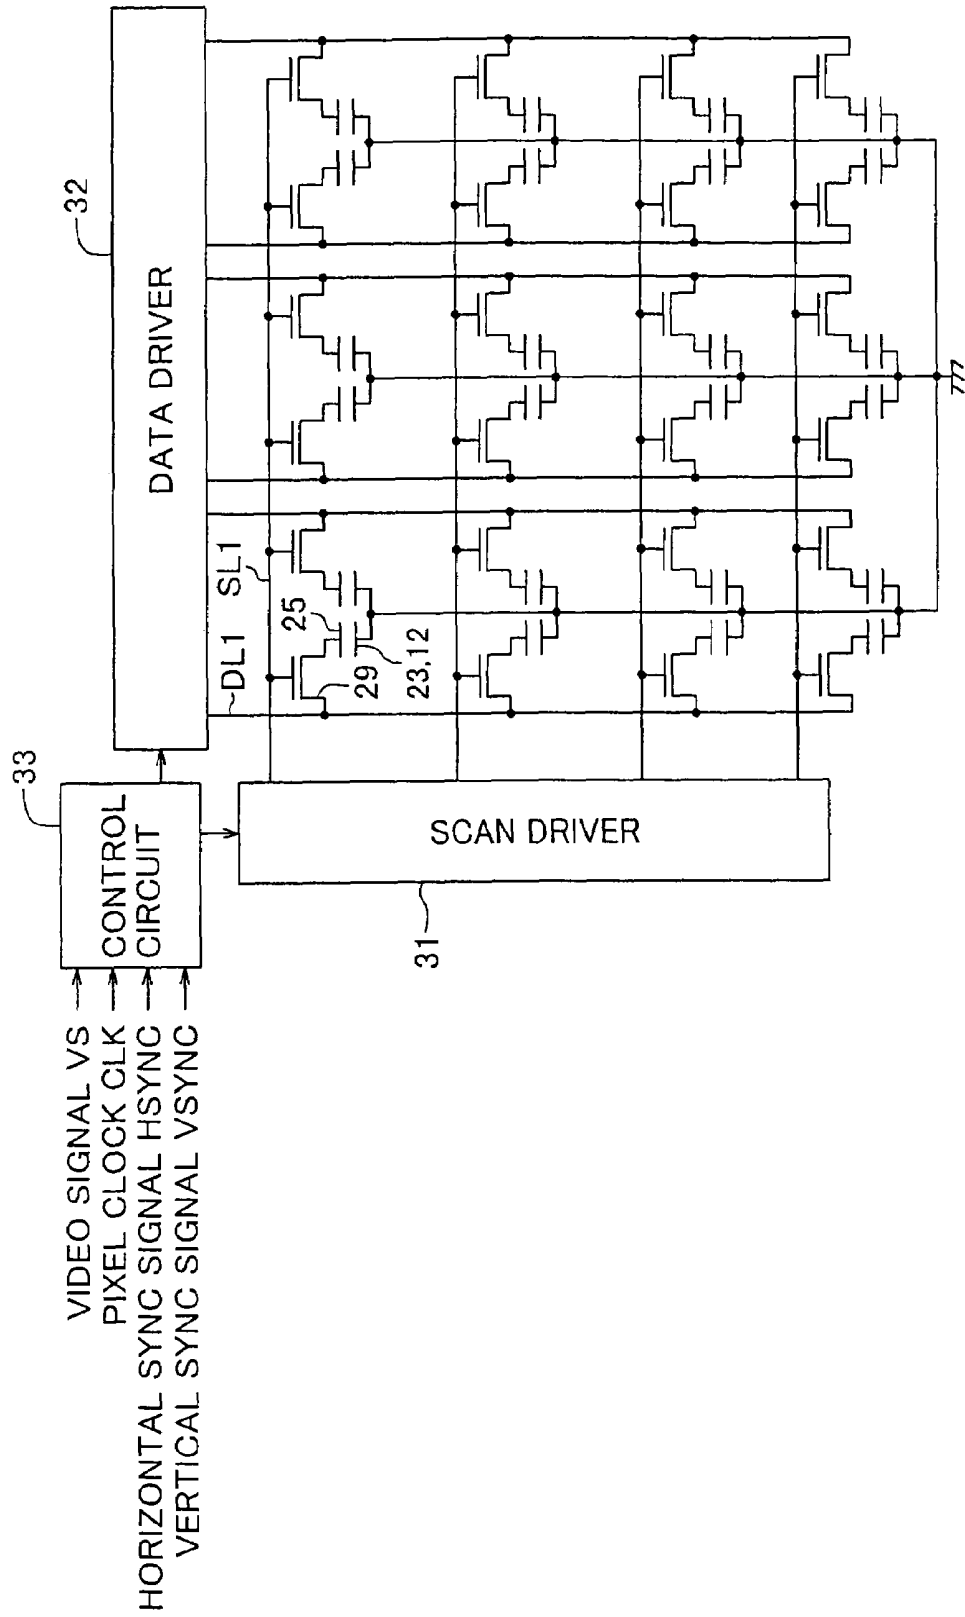 VIDEO SIGNAL VS
PIXEL CLOCK CLK
HORIZONTAL SYNC SIGNAL HSYNC
VERTICAL SYNC SIGNAL VSYNC
33
CONTROL
CIRCUIT
32
DATA DRIVER
DL1
SL1
25
29
23,12
SCAN DRIVER
31